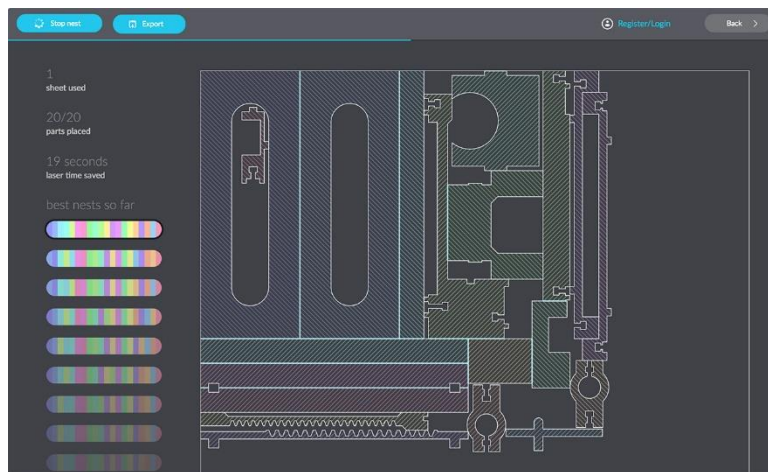 Stop nest
Export
Register/Login
Back
1
sheet used
20/20
parts placed
19 seconds
laser time saved
best nests so far